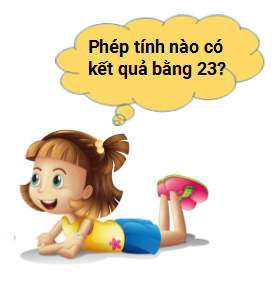 Phép tính nào có
kết quả bằng 23?